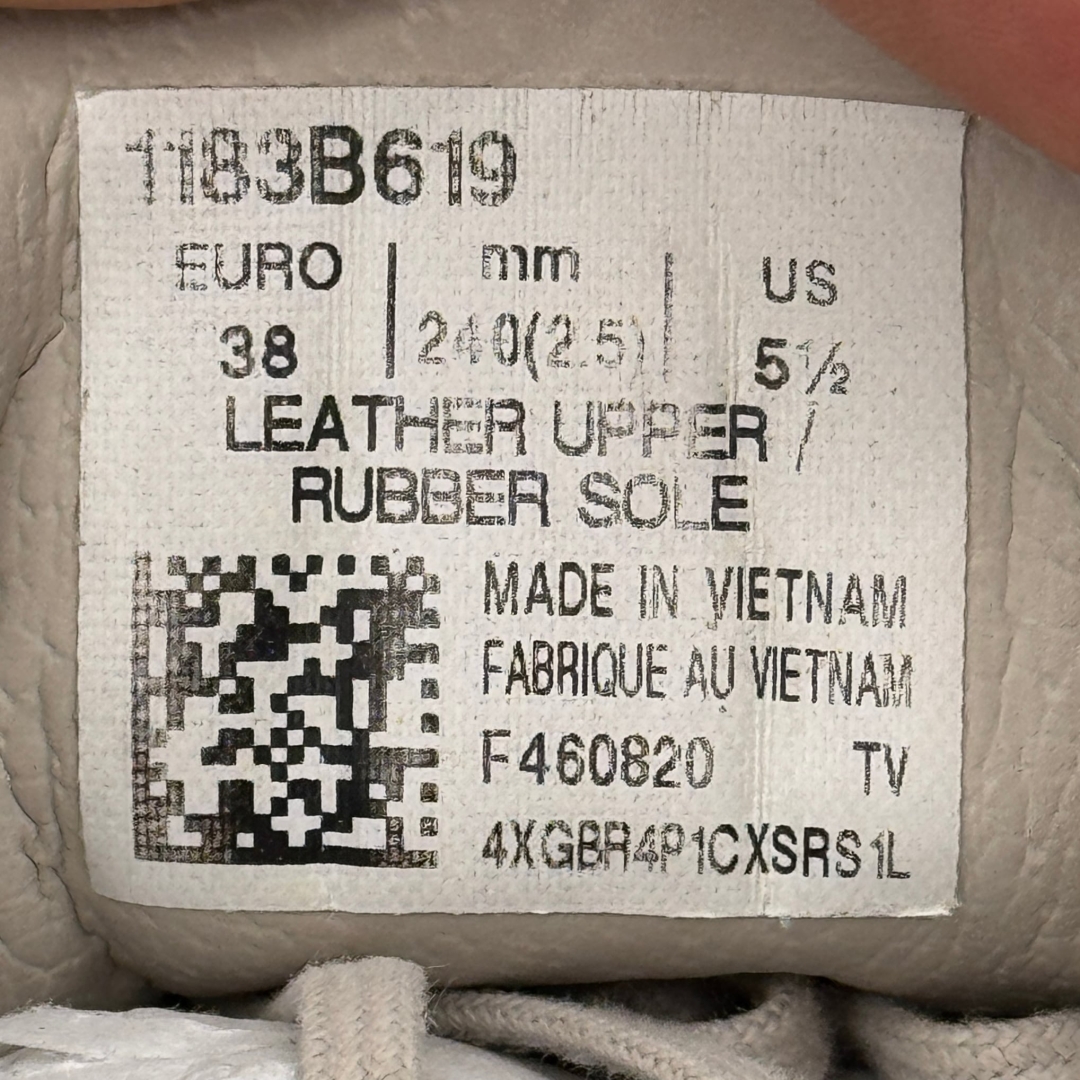 1183B619
EURO | mm | US
38 | 240(2.5) | 5½
LEATHER UPPER /
RUBBER SOLE
MADE IN VIETNAM
FABRIQUE AU VIETNAM
F460820 TV
4XGBR4P1CXSRS1L